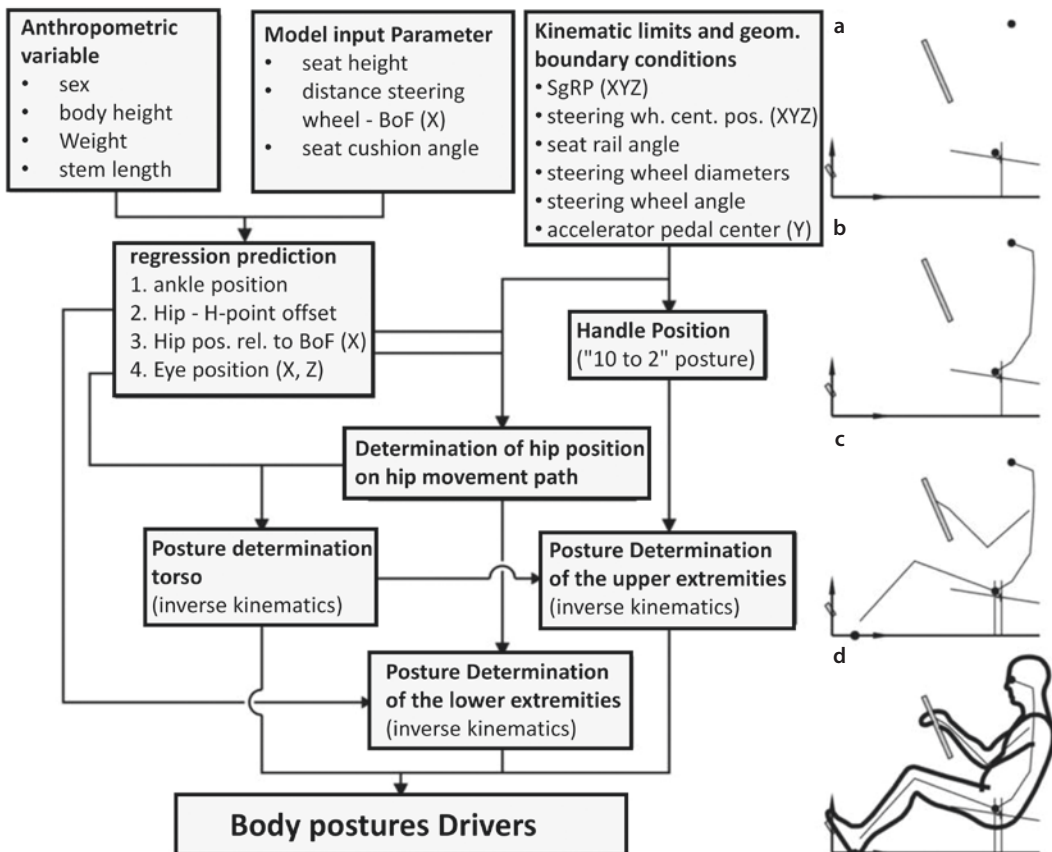 Anthropometric
variable
• sex
• body height
• Weight
• stem length
Model input Parameter
• seat height
• distance steering
wheel - BoF (X)
• seat cushion angle
Kinematic limits and geom.
boundary conditions
• SgRP (XYZ)
• steering wh. cent. pos. (XYZ)
• seat rail angle
• steering wheel diameters
• steering wheel angle
• accelerator pedal center (Y)
regression prediction
1. ankle position
2. Hip - H-point offset
3. Hip pos. rel. to BoF (X)
4. Eye position (X, Z)
Handle Position
("10 to 2" posture)
Determination of hip position
on hip movement path
Posture determination
torso
(inverse kinematics)
Posture Determination
of the upper extremities
(inverse kinematics)
Posture Determination
of the lower extremities
(inverse kinematics)
Body postures Drivers
a
b
c
d